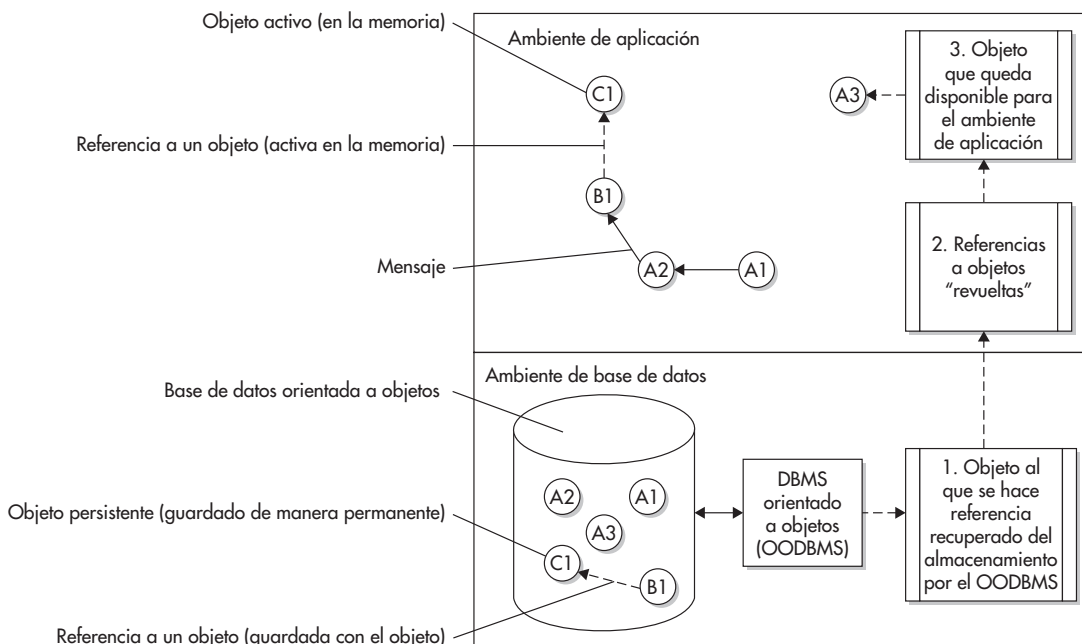 Objeto activo (en la memoria)
Ambiente de aplicación
3. Objeto
que queda
disponible para
el ambiente
de aplicación
C1
A3
Referencia a un objeto (activa en la memoria)
B1
2. Referencias
a objetos
“revueltas”
Mensaje
A2
A1
Ambiente de base de datos
Base de datos orientada a objetos
A2
A1
A3
C1
B1
DBMS
orientado
a objetos
(OODBMS)
1. Objeto al
que se hace
referencia
recuperado del
almacenamiento
por el OODBMS
Objeto persistente (guardado de manera permanente)
Referencia a un objeto (guardada con el objeto)